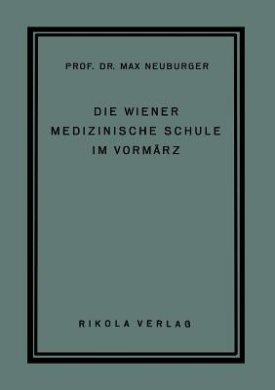 PROF. DR. MAX NEUBURGER
DIE WIENER
MEDIZINISCHE SCHULE
IM VORMÄRZ
RIKOLA VERLAG